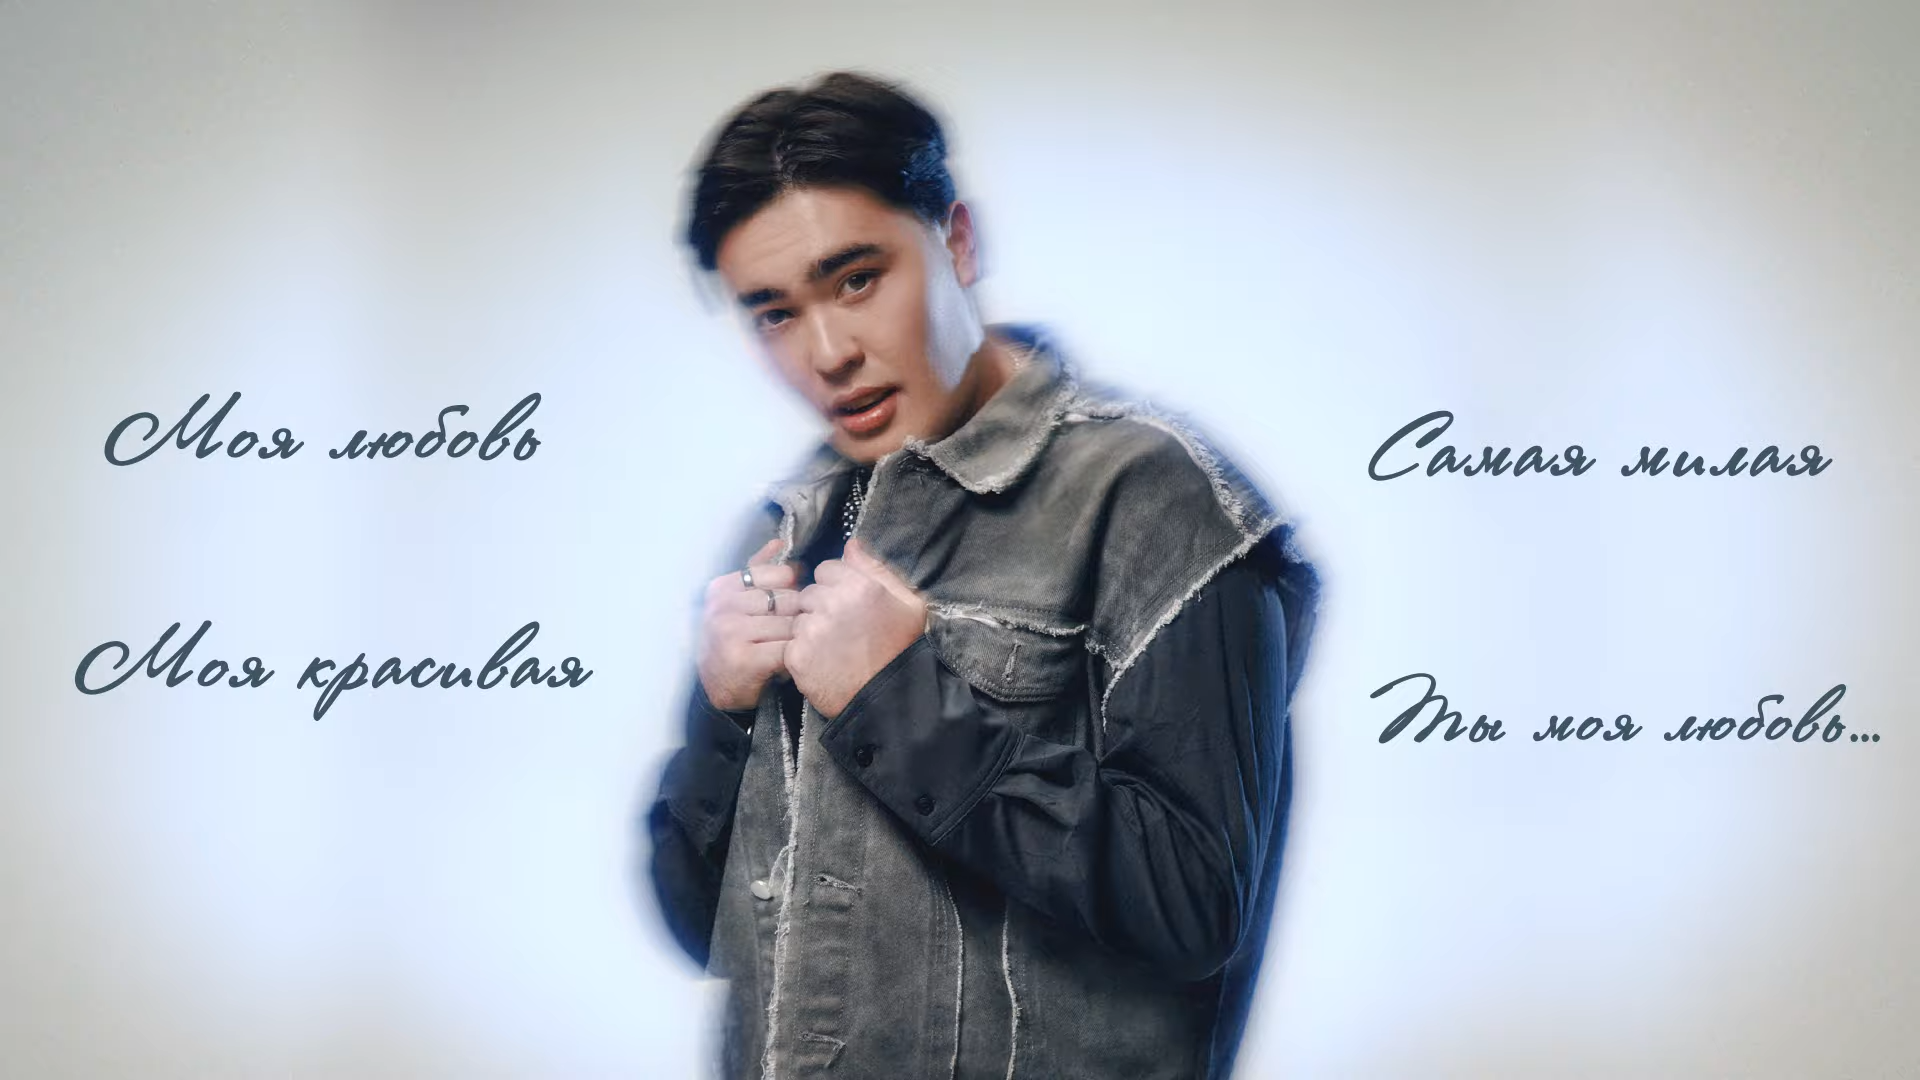 Моя любовь
Моя красивая
Самая милая
Ты моя любовь...